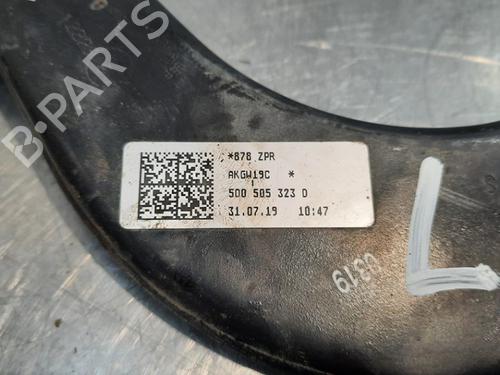 B-PARTS
*878 ZPR
AKGW19C *
5Q0 505 323 D
31.07.19 10:47
0319
L